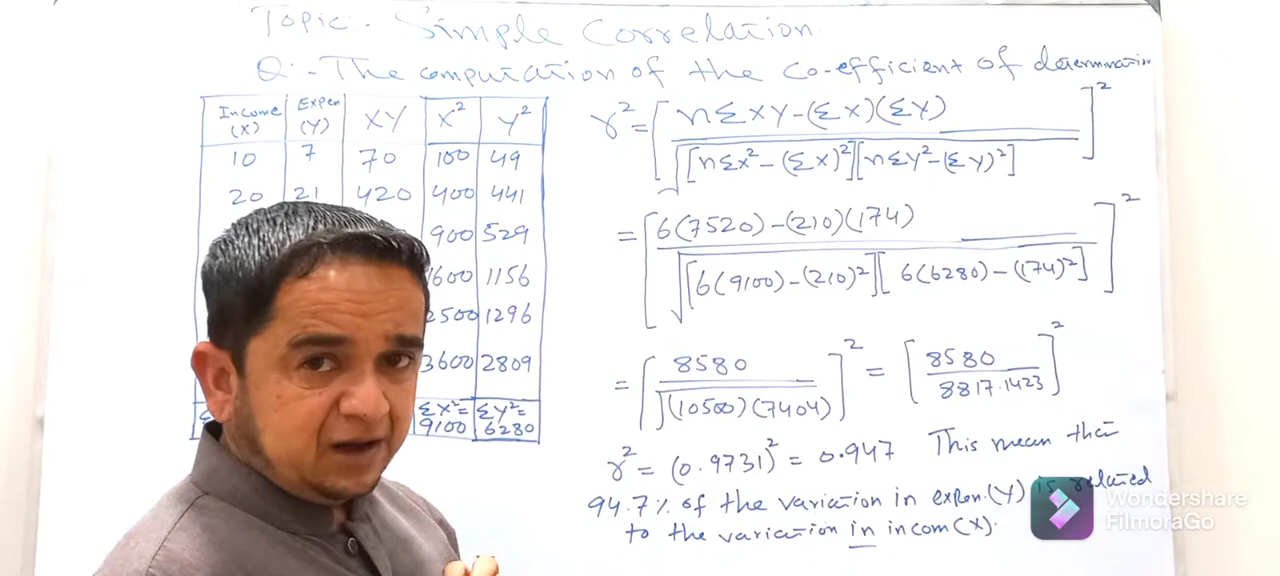 Topic:- Simple Correlation
Q:- The computation of the co-efficient of determination
Income (X) Expen (Y) XY X² Y²
10 7 70 100 49
20 21 420 400 441
900 529
1600 1156
2500 1296
3600 2809
ΣX²= 9100 ΣY²= 6280
r² = [ nΣXY-(ΣX)(ΣY) / √[nΣx²-(Σx)²][nΣY²-(ΣY)²] ]²
= [ 6(7520)-(210)(174) / √[6(9100)-(210)²][6(6280)-(174)²] ]²
= [ 8580 / √(10500)(7404) ]² = [ 8580 / 8817.1423 ]²
r² = (0.9731)² = 0.947 This mean that
94.7% of the variation in expen.(Y) is related
to the variation in incom(X).
Wondershare
FilmoraGo